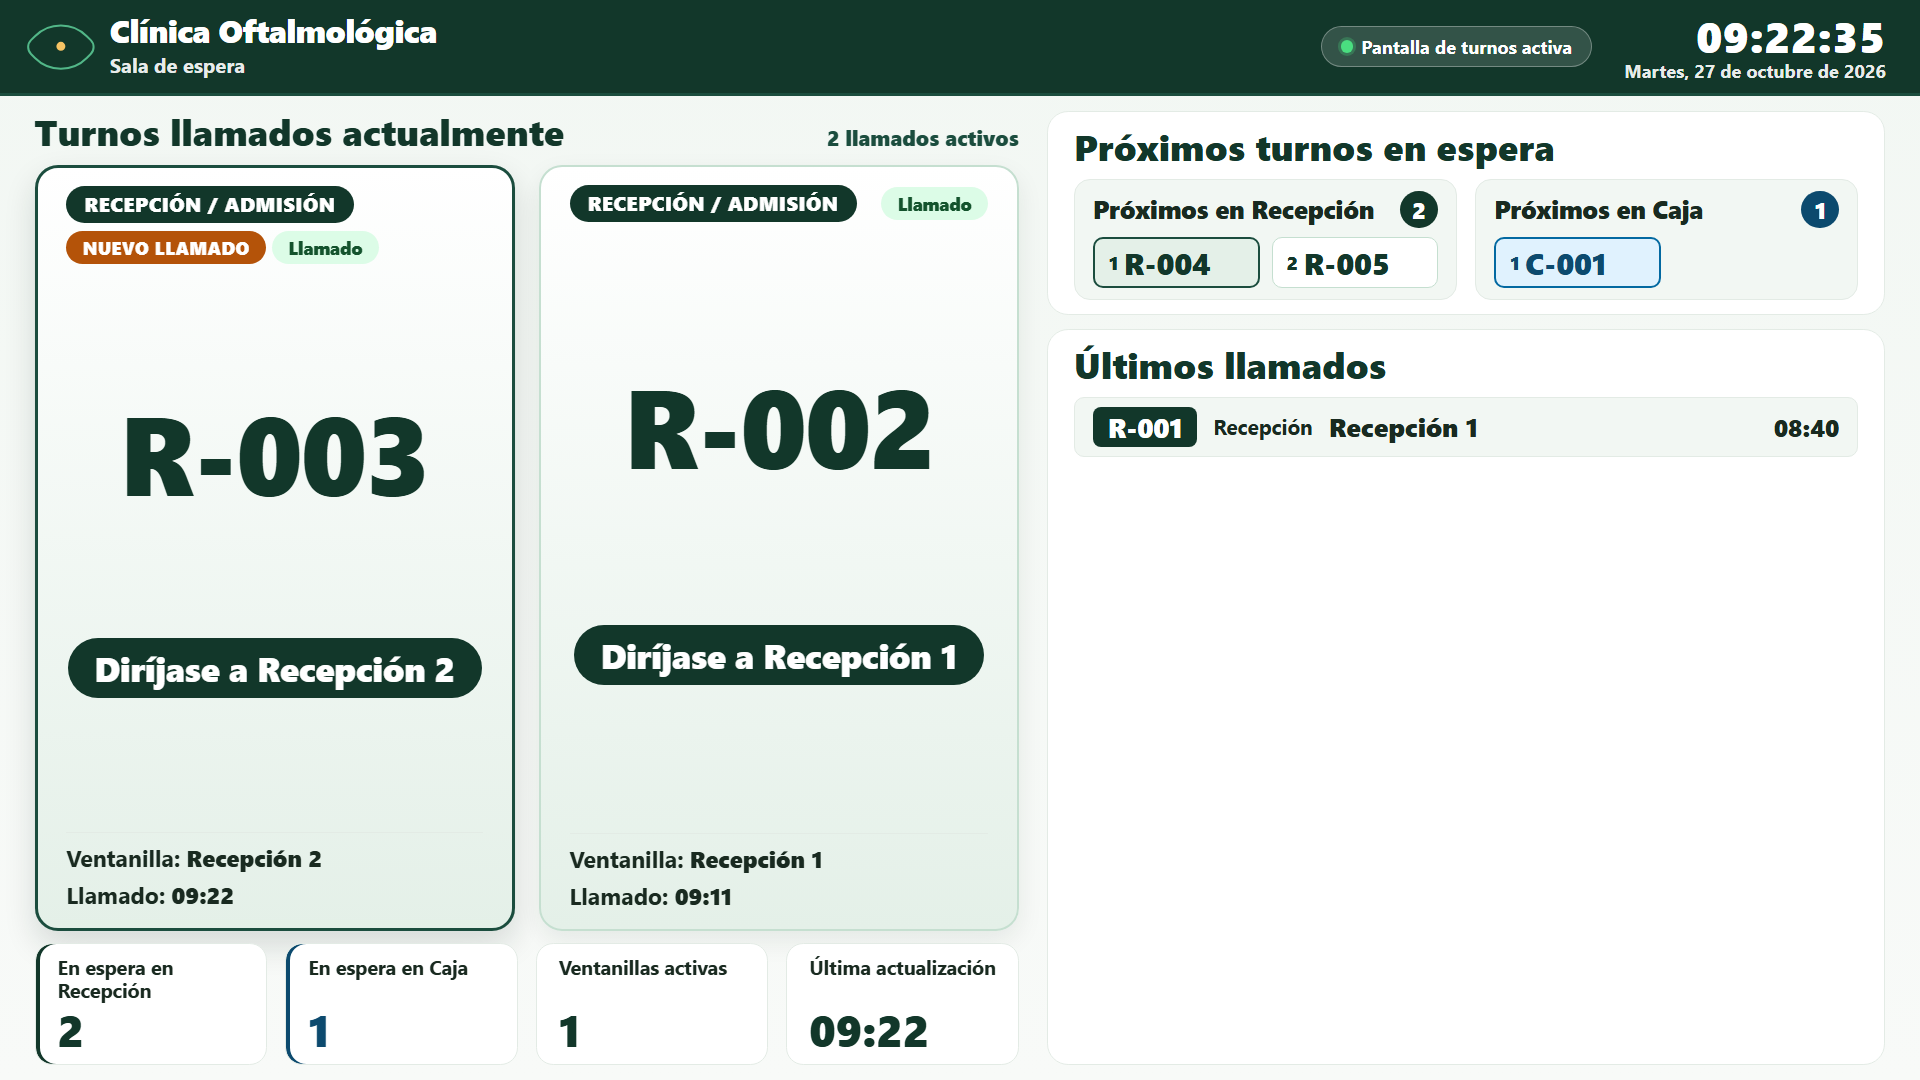 Clínica Oftalmológica
Sala de espera
Pantalla de turnos activa
09:22:35
Martes, 27 de octubre de 2026
Turnos llamados actualmente
2 llamados activos
RECEPCIÓN / ADMISIÓN
NUEVO LLAMADO Llamado
R-003
Diríjase a Recepción 2
Ventanilla: Recepción 2
Llamado: 09:22
RECEPCIÓN / ADMISIÓN Llamado
R-002
Diríjase a Recepción 1
Ventanilla: Recepción 1
Llamado: 09:11
En espera en
Recepción
2
En espera en Caja
1
Ventanillas activas
1
Última actualización
09:22
Próximos turnos en espera
Próximos en Recepción 2
1 R-004
2 R-005
Próximos en Caja 1
1 C-001
Últimos llamados
R-001 Recepción Recepción 1 08:40